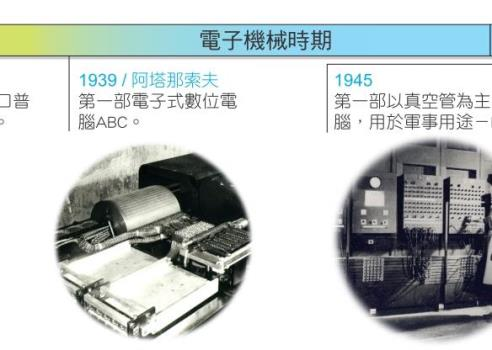 電子機械時期
口普
。
1939 / 阿塔那索夫
第一部電子式數位電
腦ABC。
1945
第一部以真空管為主
腦,用於軍事用途－